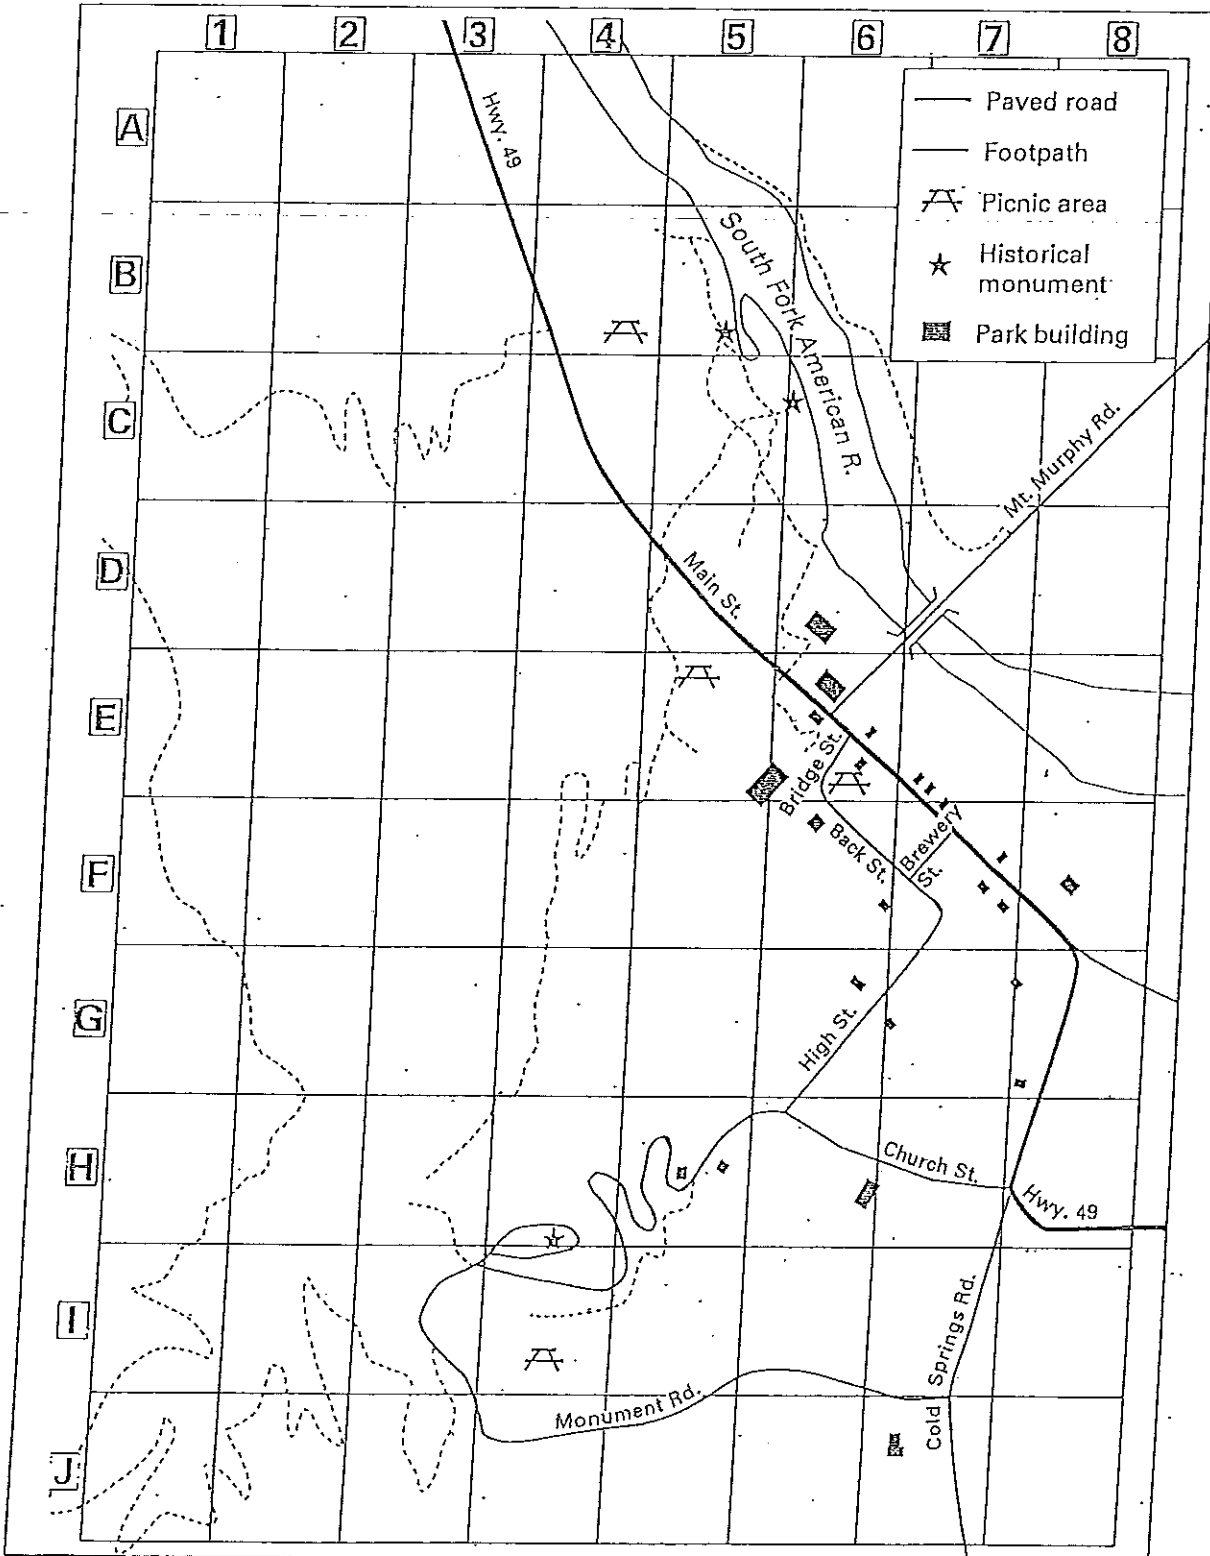 1 2 3 4 5 6 7 8
A
B
C
D
E
F
G
H
I
J
Paved road
Footpath
Picnic area
Historical
monument
Park building
Hwy. 49
South Fork American R.
Mt. Murphy Rd.
Main St.
Bridge St.
Back St.
Brewery
St.
High St.
Church St.
Hwy. 49
Cold Springs Rd.
Monument Rd.